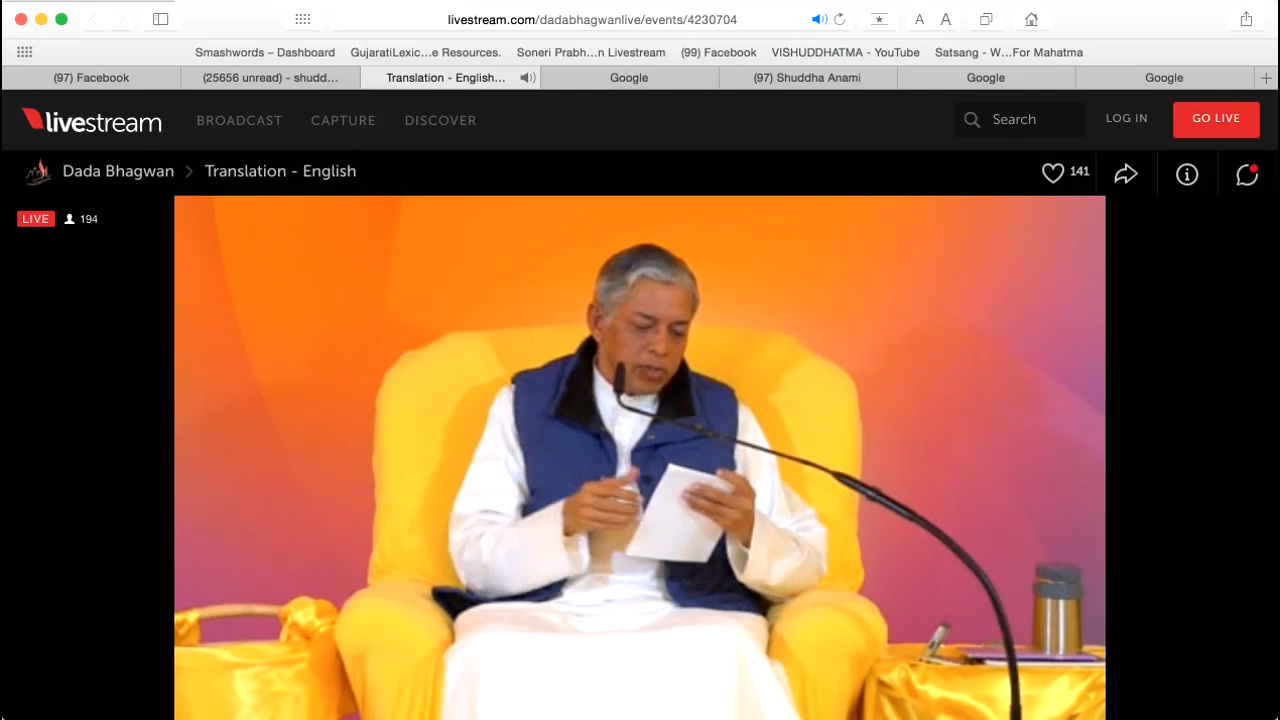 livestream.com/dadabhagwanlive/events/4230704 A A
Smashwords – Dashboard GujaratiLexic...e Resources. Soneri Prabh...n Livestream (99) Facebook VISHUDDHATMA - YouTube Satsang - W...For Mahatma
(97) Facebook (25656 unread) - shudd... Translation - English... Google (97) Shuddha Anami Google Google
livestream BROADCAST CAPTURE DISCOVER Search LOG IN GO LIVE
Dada Bhagwan > Translation - English 141
LIVE 194